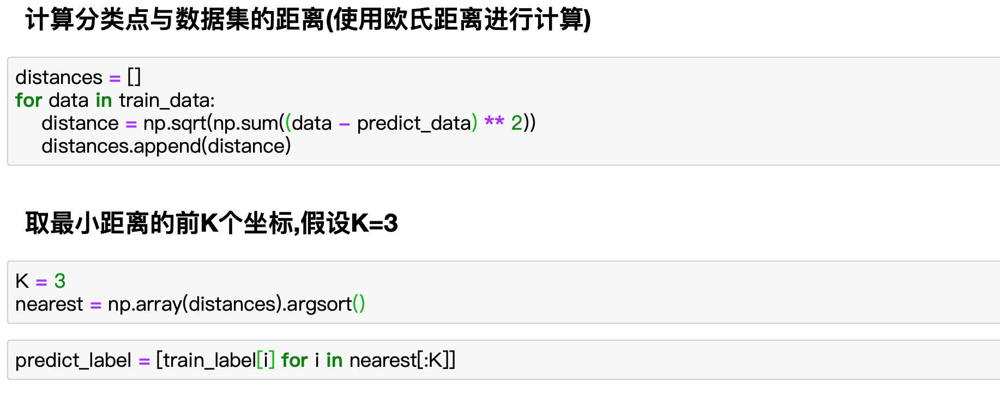 计算分类点与数据集的距离(使用欧氏距离进行计算)
distances = []
for data in train_data:
    distance = np.sqrt(np.sum((data - predict_data) ** 2))
    distances.append(distance)
取最小距离的前K个坐标,假设K=3
K = 3
nearest = np.array(distances).argsort()
predict_label = [train_label[i] for i in nearest[:K]]